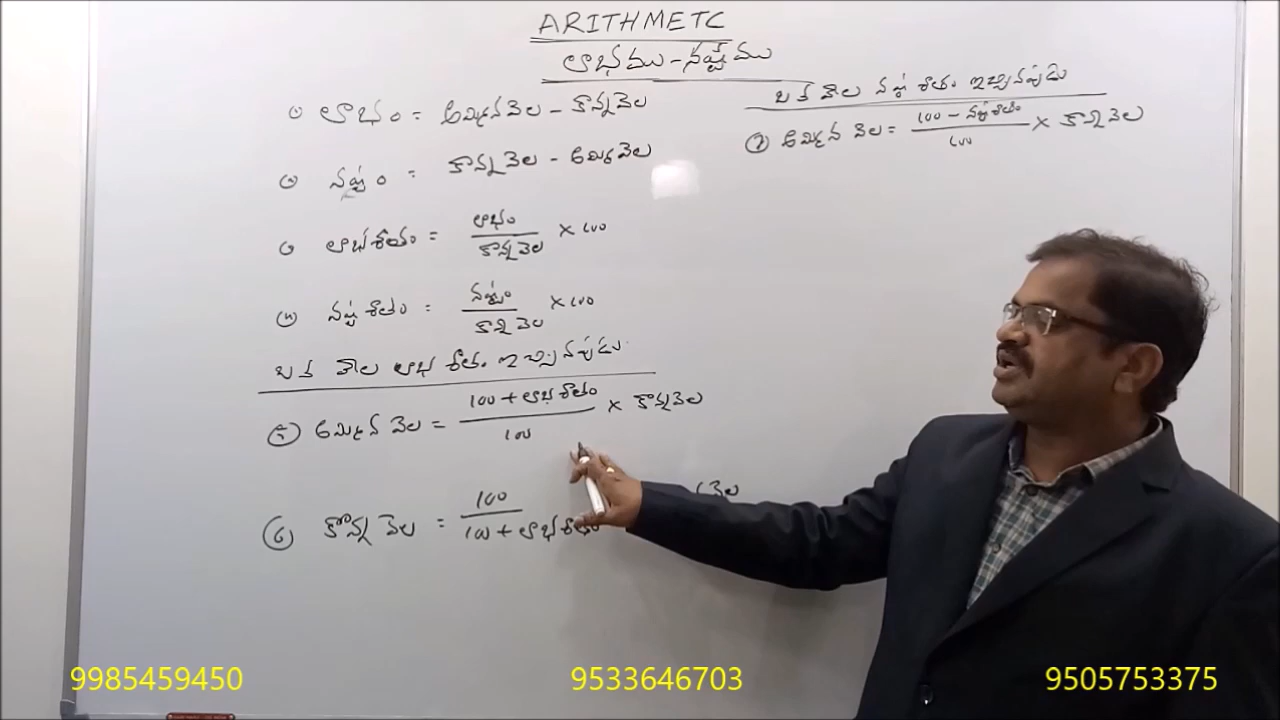 ARITHMETC
లాభము - నష్టము
① లాభం = అమ్మినవెల - కొన్నవెల
② నష్టం = కొన్నవెల - అమ్మినవెల
③ లాభశాతం = లాభం / కొన్నవెల × 100
④ నష్టశాతం = నష్టం / కొన్నవెల × 100
ఒక వేల లాభ శాతం ఇచ్చినపుడు.
⑤ అమ్మిన వెల = 100 + లాభశాతం / 100 × కొన్నవెల
⑥ కొన్న వెల = 100 / 100 + లాభశాతం
వెల
ఒక వేల నష్ట శాతం ఇచ్చినపుడు
⑦ అమ్మిన వెల = 100 - నష్టశాతం / 100 × కొన్నవెల
9985459450
9533646703
9505753375